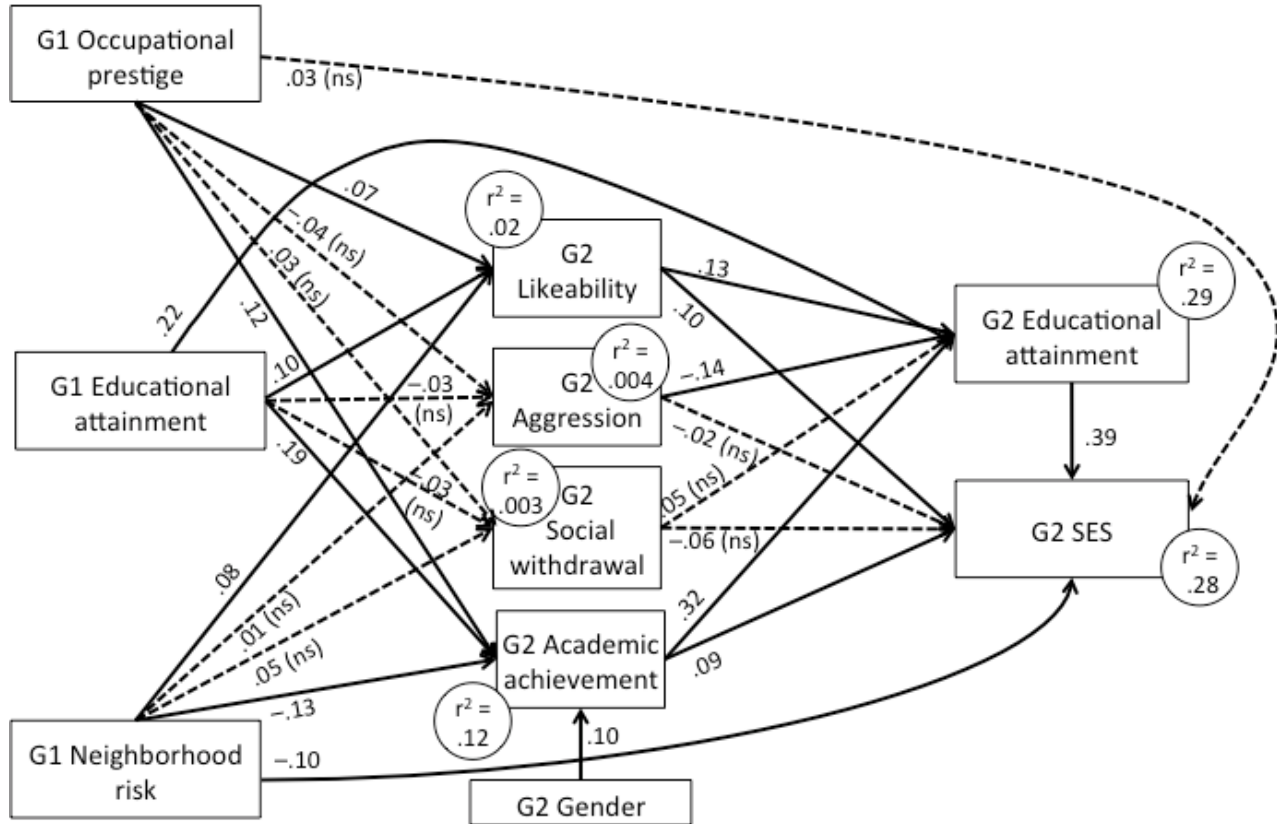 G1 Occupational
prestige
.03 (ns)
.07
–.04 (ns)
.03 (ns)
.12
r² =
.02
G2
Likeability
.13
.10
r² =
.29
G2 Educational
attainment
.22
G1 Educational
attainment
.10
–.03
(ns)
–.03
(ns)
.19
r² =
.004
G2
Aggression
–.14
–.02 (ns)
.39
r² =
.003
G2
Social
withdrawal
.05 (ns)
–.06 (ns)
G2 SES
r² =
.28
.08
.01 (ns)
.05 (ns)
–.13
G2 Academic
achievement
.32
.09
r² =
.12
.10
G1 Neighborhood
risk
–.10
G2 Gender